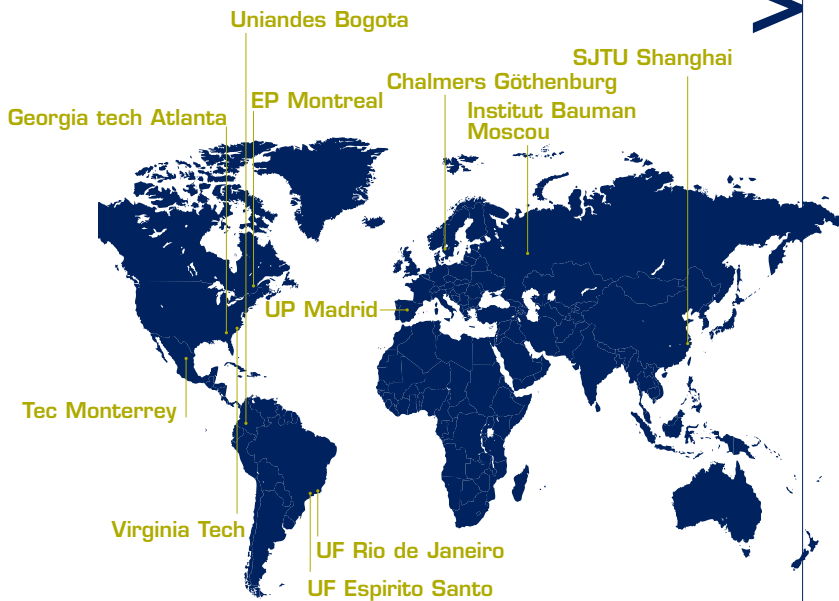 Uniandes Bogota
SJTU Shanghai
Chalmers Göthenburg
EP Montreal
Institut Bauman
Moscou
Georgia tech Atlanta
UP Madrid
Tec Monterrey
Virginia Tech
UF Rio de Janeiro
UF Espirito Santo